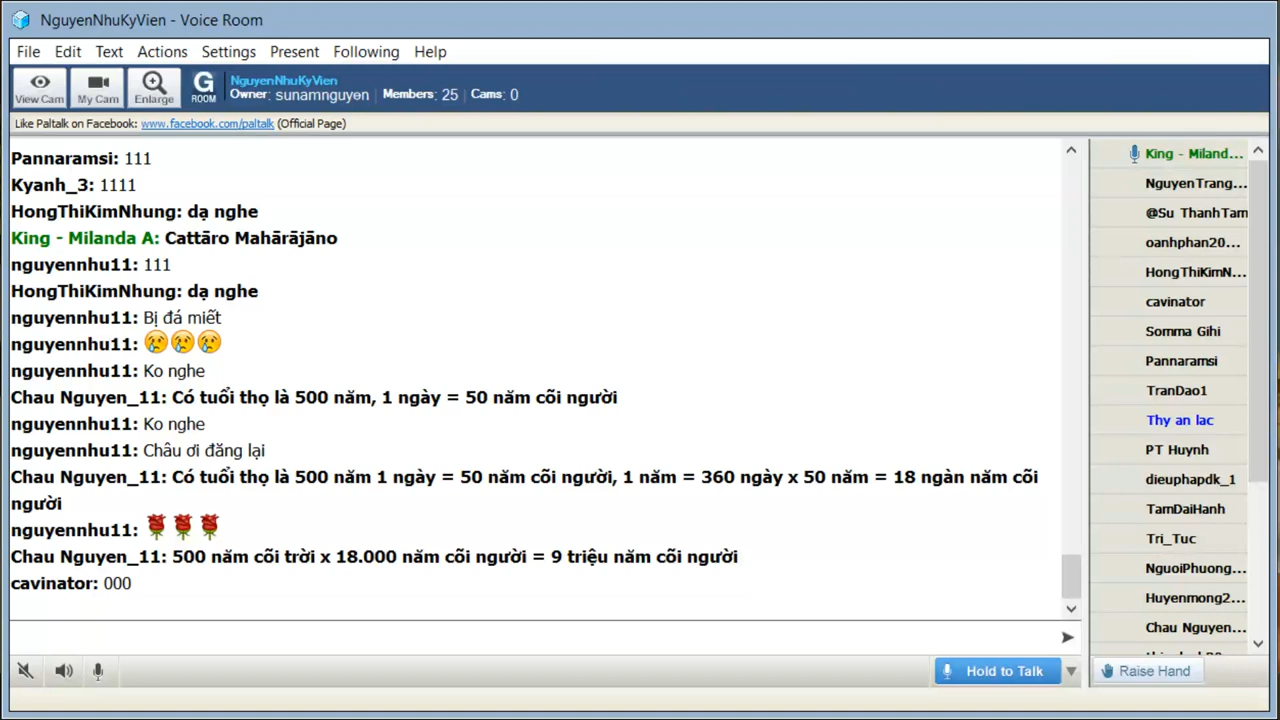 NguyenNhuKyVien - Voice Room
File Edit Text Actions Settings Present Following Help
View Cam My Cam Enlarge G ROOM
NguyenNhuKyVien
Owner: sunamnguyen | Members: 25 | Cams: 0
Like Paltalk on Facebook: www.facebook.com/paltalk (Official Page)
Pannaramsi: 111
Kyanh_3: 1111
HongThiKimNhung: dạ nghe
King - Milanda A: Cattāro Mahārājāno
nguyennhu11: 111
HongThiKimNhung: dạ nghe
nguyennhu11: Bị đá miết
nguyennhu11:
nguyennhu11: Ko nghe
Chau Nguyen_11: Có tuổi thọ là 500 năm, 1 ngày = 50 năm cõi người
nguyennhu11: Ko nghe
nguyennhu11: Châu ơi đăng lại
Chau Nguyen_11: Có tuổi thọ là 500 năm 1 ngày = 50 năm cõi người, 1 năm = 360 ngày x 50 năm = 18 ngàn năm cõi
người
nguyennhu11:
Chau Nguyen_11: 500 năm cõi trời x 18.000 năm cõi người = 9 triệu năm cõi người
cavinator: 000
King - Miland...
NguyenTrang...
@Su ThanhTam
oanhphan20...
HongThiKimN...
cavinator
Somma Gihi
Pannaramsi
TranDao1
Thy an lac
PT Huynh
dieuphapdk_1
TamDaiHanh
Tri_Tuc
NguoiPhuong...
Huyenmong2...
Chau Nguyen...
Hold to Talk
Raise Hand